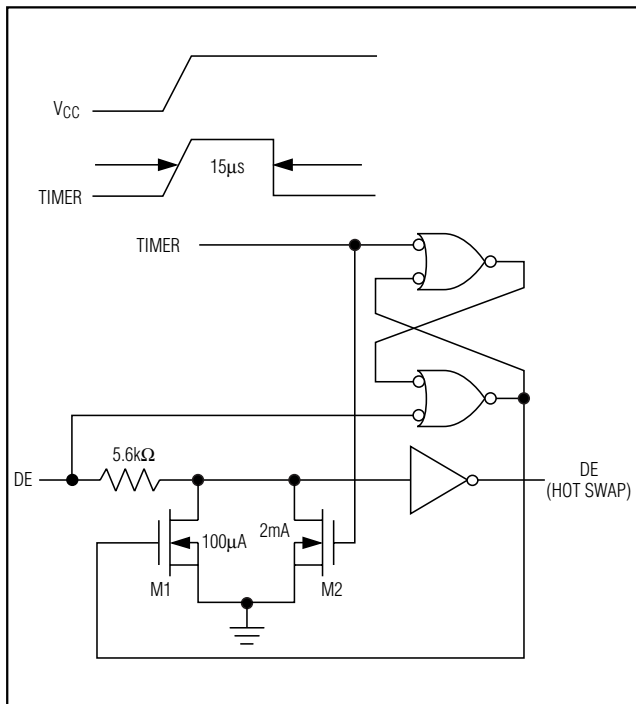 VCC
15µs
TIMER
TIMER
5.6kΩ
DE
DE
(HOT SWAP)
100µA
2mA
M1
M2